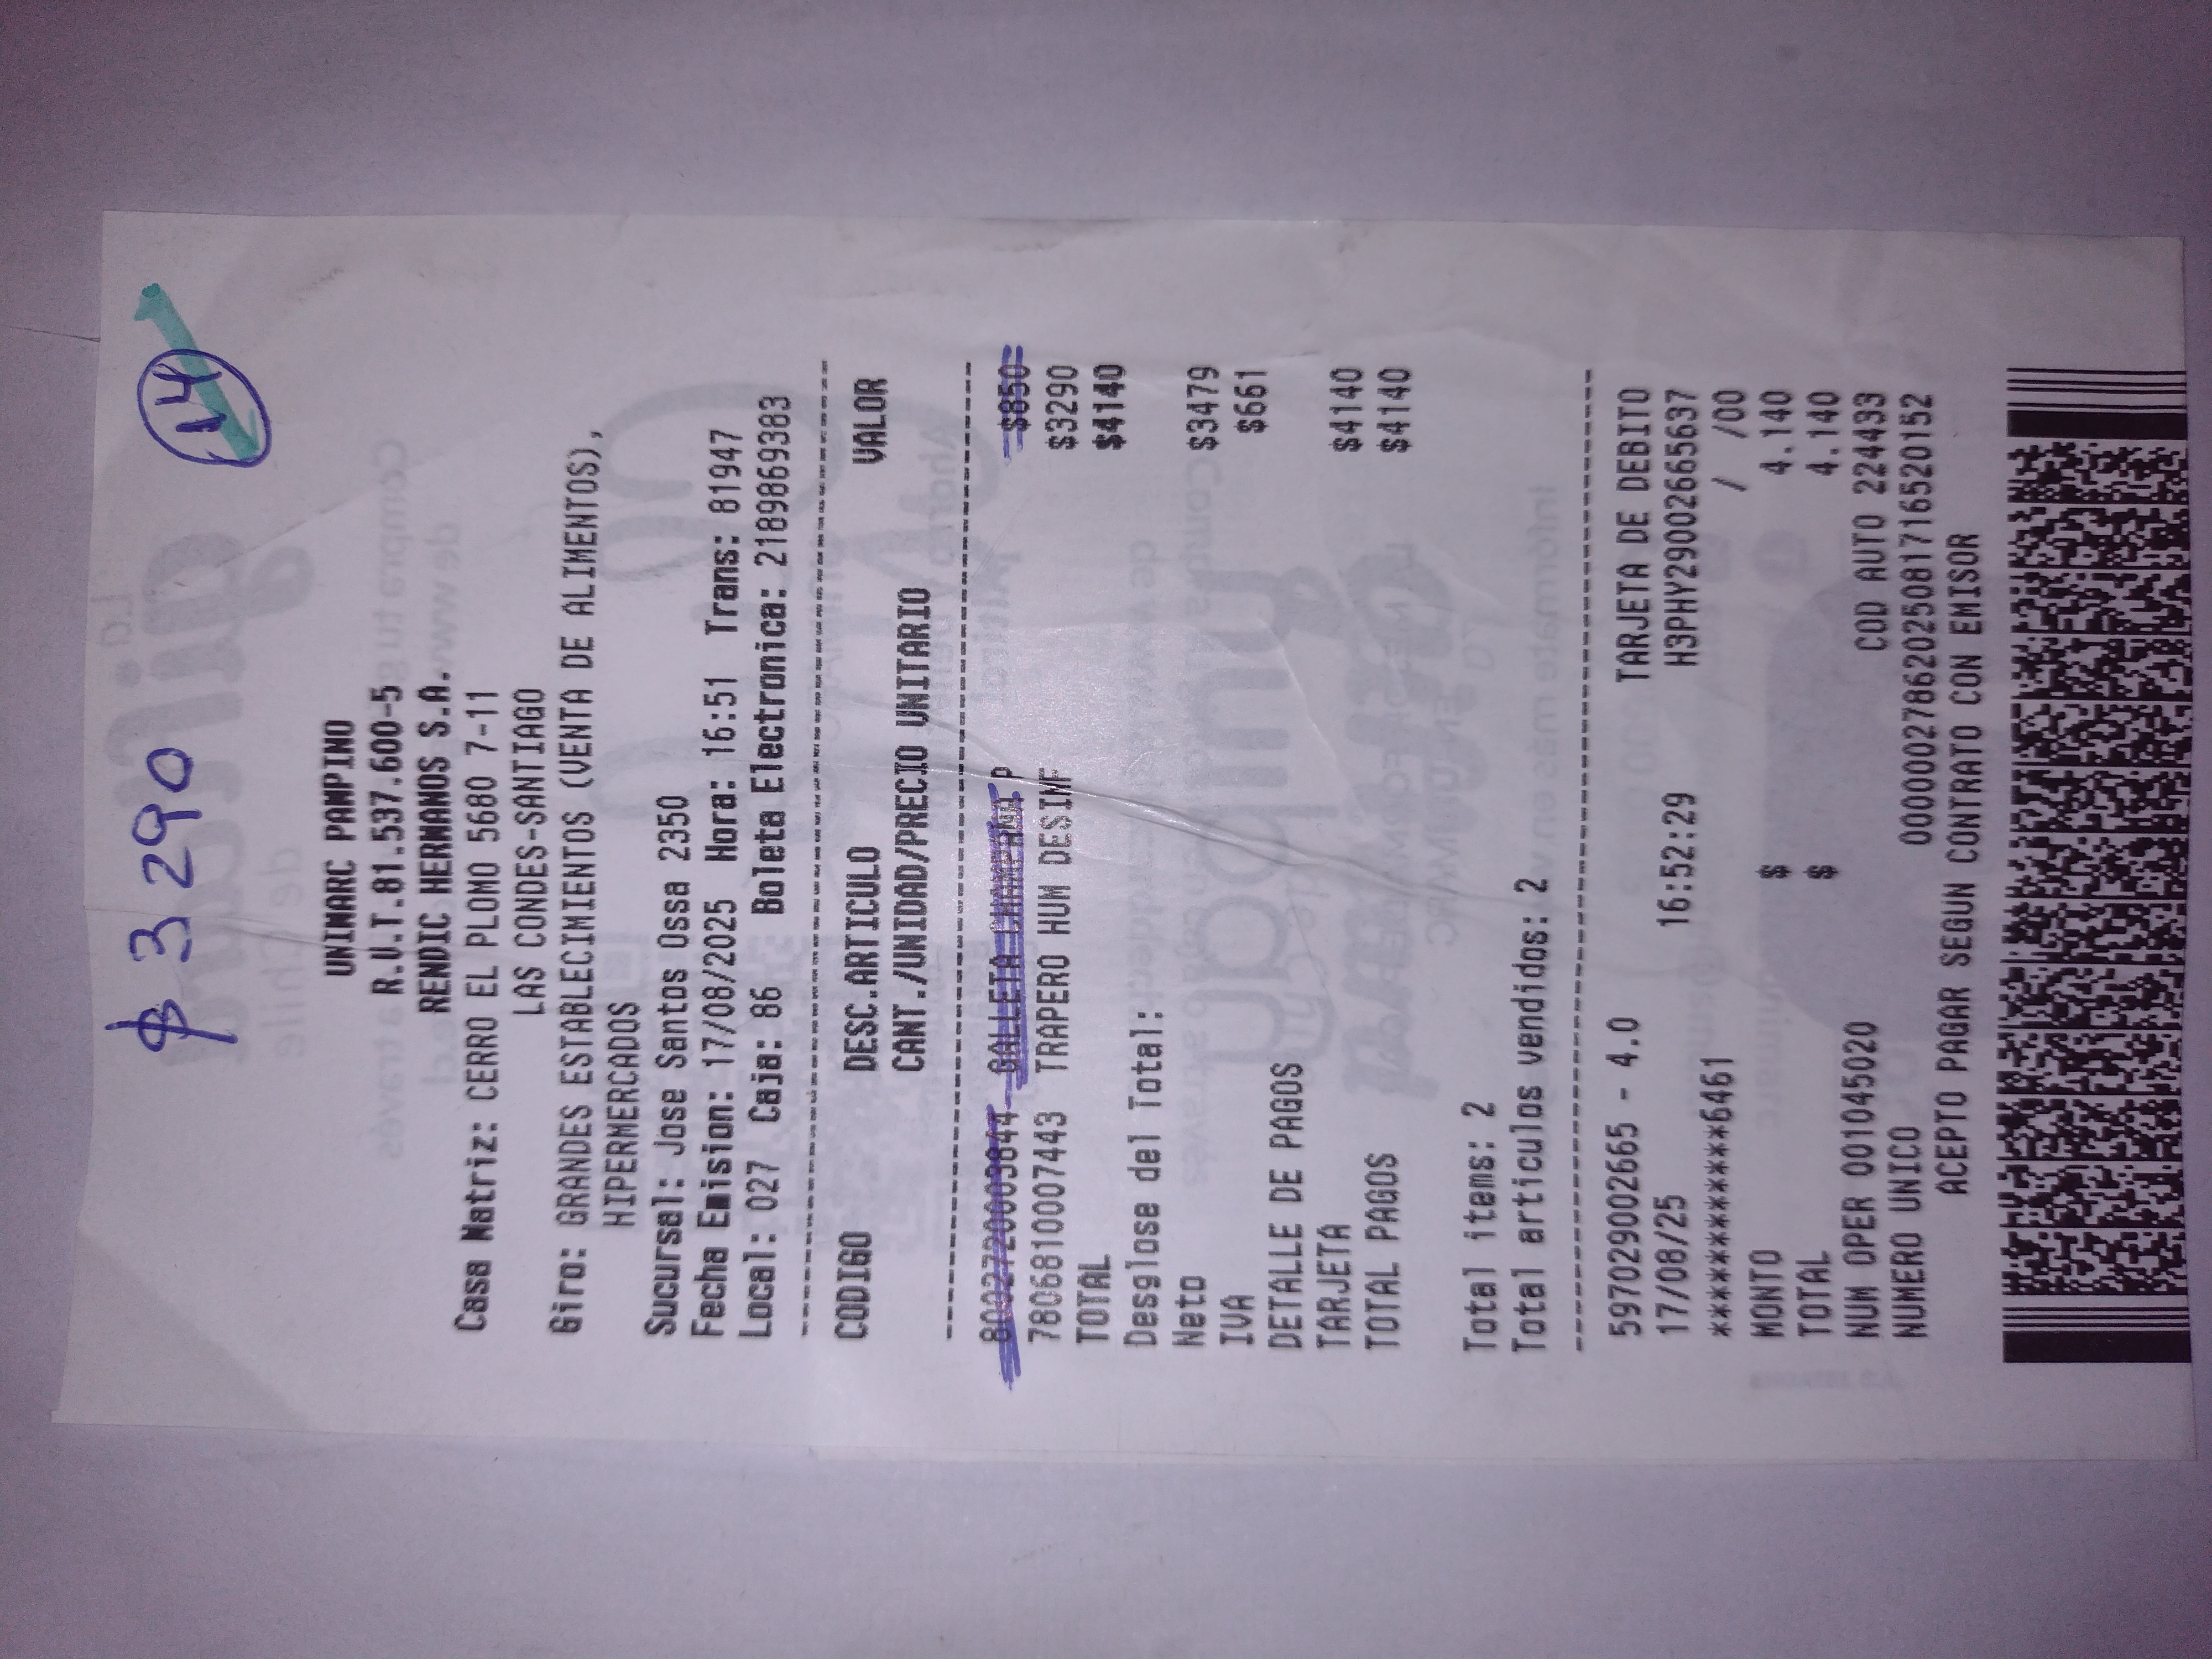 $ 3290
14
UNIMARC PAMPINO
R.U.T.81.537.600-5
RENDIC HERMANOS S.A.
Casa Matriz: CERRO EL PLOMO 5680 7-11
LAS CONDES-SANTIAGO
Giro: GRANDES ESTABLECIMIENTOS (VENTA DE ALIMENTOS),
HIPERMERCADOS
Sucursal: Jose Santos Ossa 2350
Fecha Emision: 17/08/2025 Hora: 16:51 Trans: 81947
Local: 027 Caja: 86 Boleta Electronica: 218986938​3
CODIGO DESC.ARTICULO VALOR
CANT./UNIDAD/PRECIO UNITARIO
GALLETA P $850
7806810007443 TRAPERO HUM DESINF $3290
TOTAL $4140
Desglose del Total:
Neto $3479
IVA $661
DETALLE DE PAGOS
TARJETA $4140
TOTAL PAGOS $4140
Total items: 2
Total articulos vendidos: 2
597029002665 - 4.0 TARJETA DE DEBITO
17/08/25 16:52:29 H3PHY29002665637
************6461 / /00
MONTO $ 4.140
TOTAL $ 4.140
NUM OPER 001045020 COD AUTO 224433
NUMERO UNICO 00000027862025081716520152
ACEPTO PAGAR SEGUN CONTRATO CON EMISOR